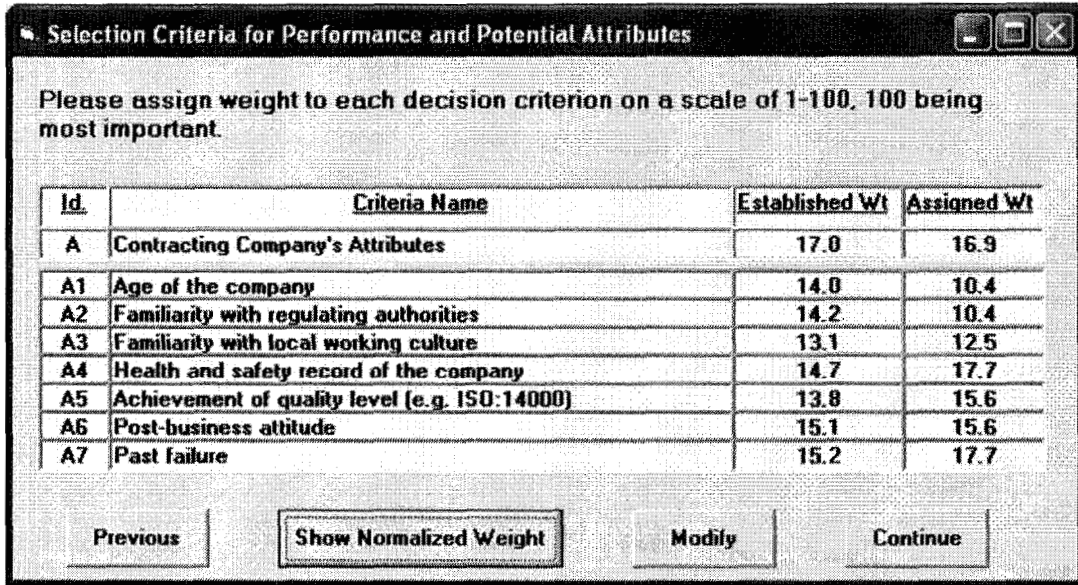 Selection Criteria for Performance and Potential Attributes
Please assign weight to each decision criterion on a scale of 1-100, 100 being
most important.
Id. Criteria Name Established Wt Assigned Wt
A Contracting Company's Attributes 17.0 16.9
A1 Age of the company 14.0 10.4
A2 Familiarity with regulating authorities 14.2 10.4
A3 Familiarity with local working culture 13.1 12.5
A4 Health and safety record of the company 14.7 17.7
A5 Achievement of quality level (e.g. ISO:14000) 13.8 15.6
A6 Post-business attitude 15.1 15.6
A7 Past failure 15.2 17.7
Previous Show Normalized Weight Modify Continue